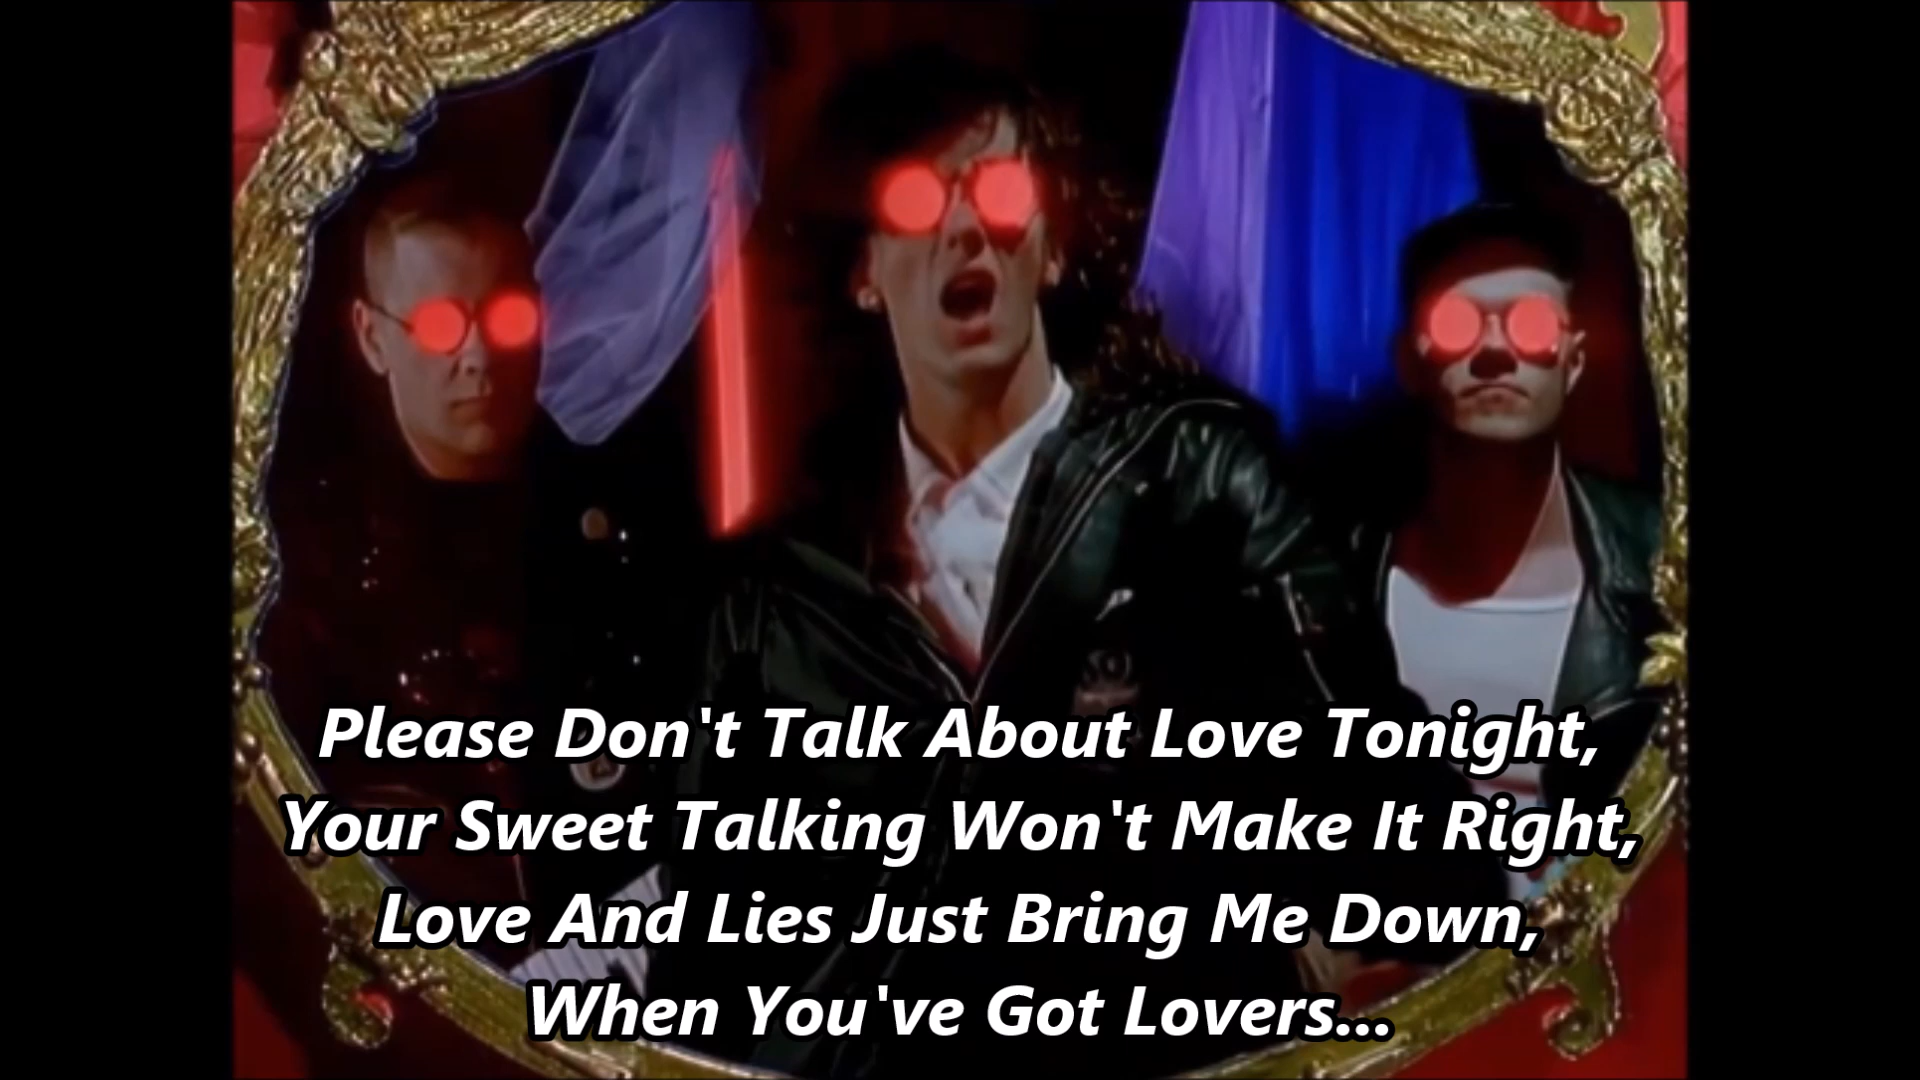 Please Don't Talk About Love Tonight,
Your Sweet Talking Won't Make It Right,
Love And Lies Just Bring Me Down,
When You've Got Lovers...